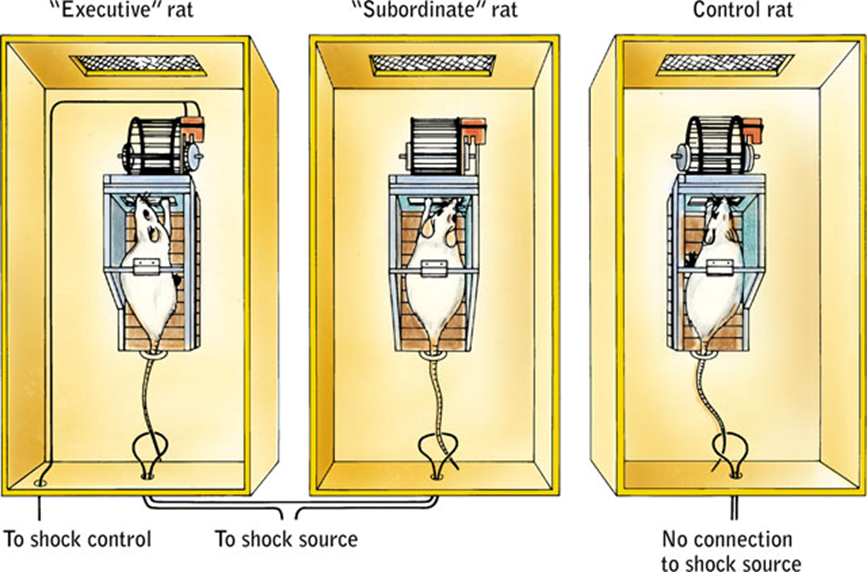 “Executive” rat
“Subordinate” rat
Control rat
To shock control
To shock source
No connection
to shock source